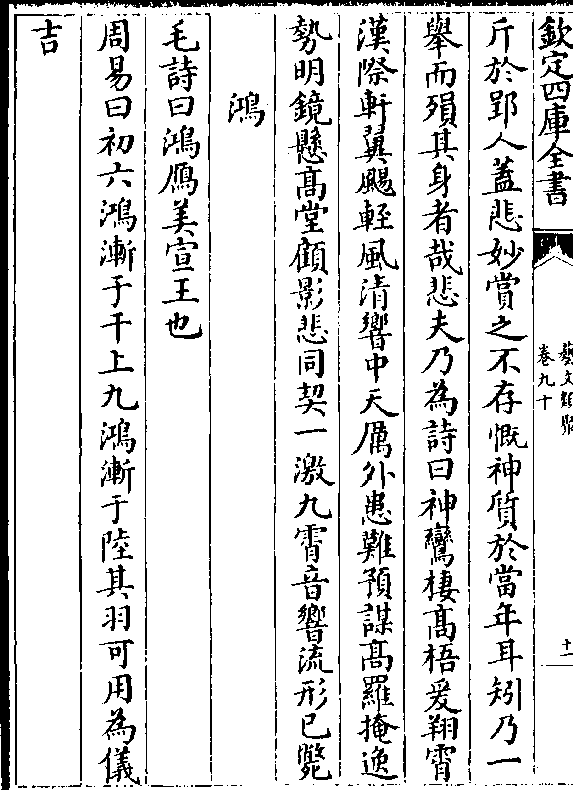 欽定四庫全書
藝文類聚
卷九十
十一
斤於郢人蓋悲妙賞之不存慨神質於當年耳矧乃一
舉而殞其身者哉悲夫乃為詩曰神鸞棲髙梧爰翔霄
漢際軒翼颺輕風清響中天厲外患難預謀髙羅掩逸
勢明鏡懸髙堂顧影悲同契一激九霄音響流形已斃
鴻
毛詩曰鴻鴈美宣王也
周易曰初六鴻漸于干上九鴻漸于陸其羽可用為儀
吉